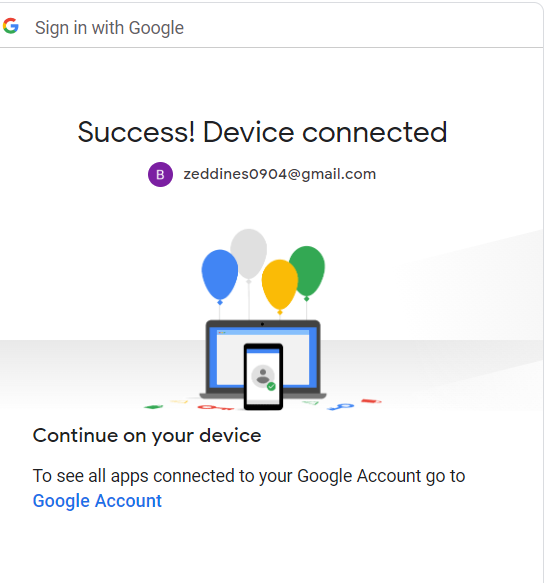 Sign in with Google
Success! Device connected
B zeddines0904@gmail.com
Continue on your device
To see all apps connected to your Google Account go to
Google Account